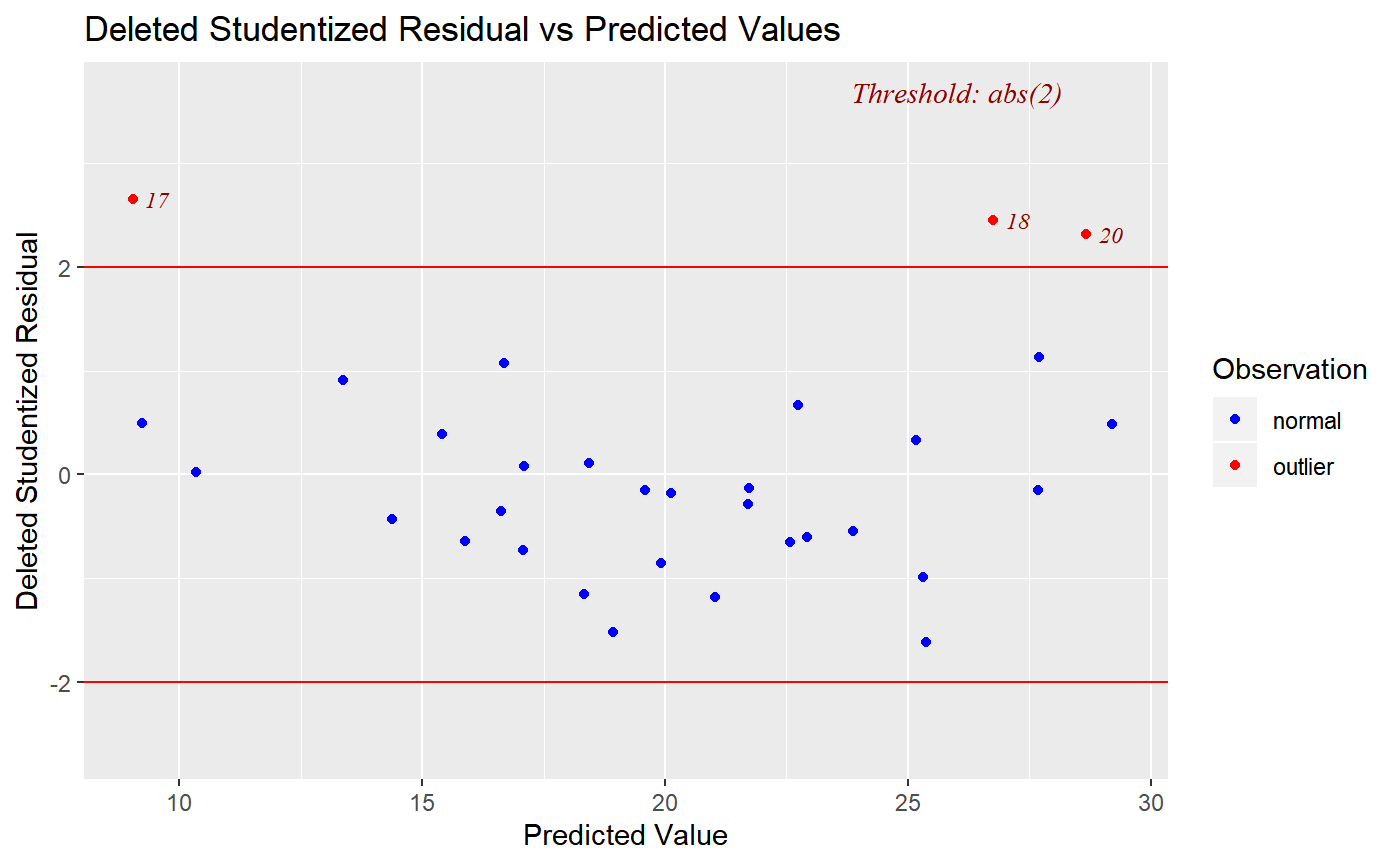 Deleted Studentized Residual vs Predicted Values
Threshold: abs(2)
17
18
20
2
0
-2
Deleted Studentized Residual
10
15
20
25
30
Predicted Value
Observation
normal
outlier